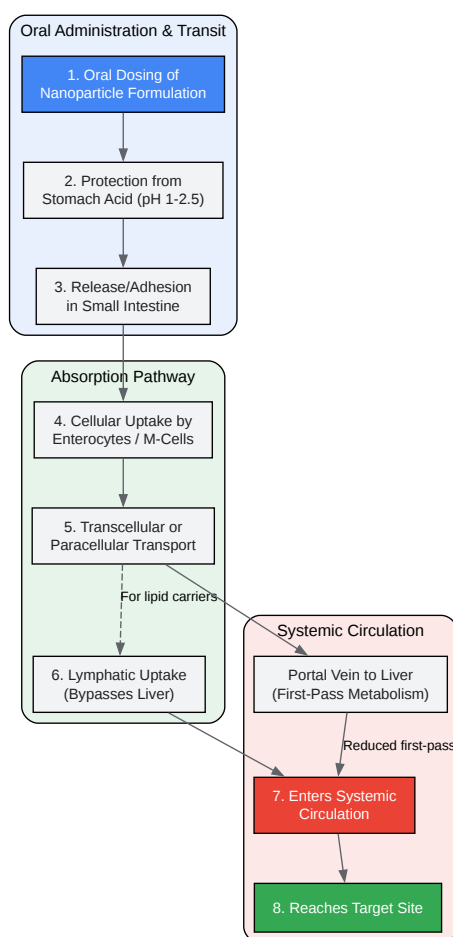 Oral Administration & Transit
1. Oral Dosing of
Nanoparticle Formulation
2. Protection from
Stomach Acid (pH 1-2.5)
3. Release/Adhesion
in Small Intestine
Absorption Pathway
4. Cellular Uptake by
Enterocytes / M-Cells
5. Transcellular or
Paracellular Transport
For lipid carriers
Systemic Circulation
6. Lymphatic Uptake
(Bypasses Liver)
Portal Vein to Liver
(First-Pass Metabolism)
Reduced first-pass
7. Enters Systemic
Circulation
8. Reaches Target Site